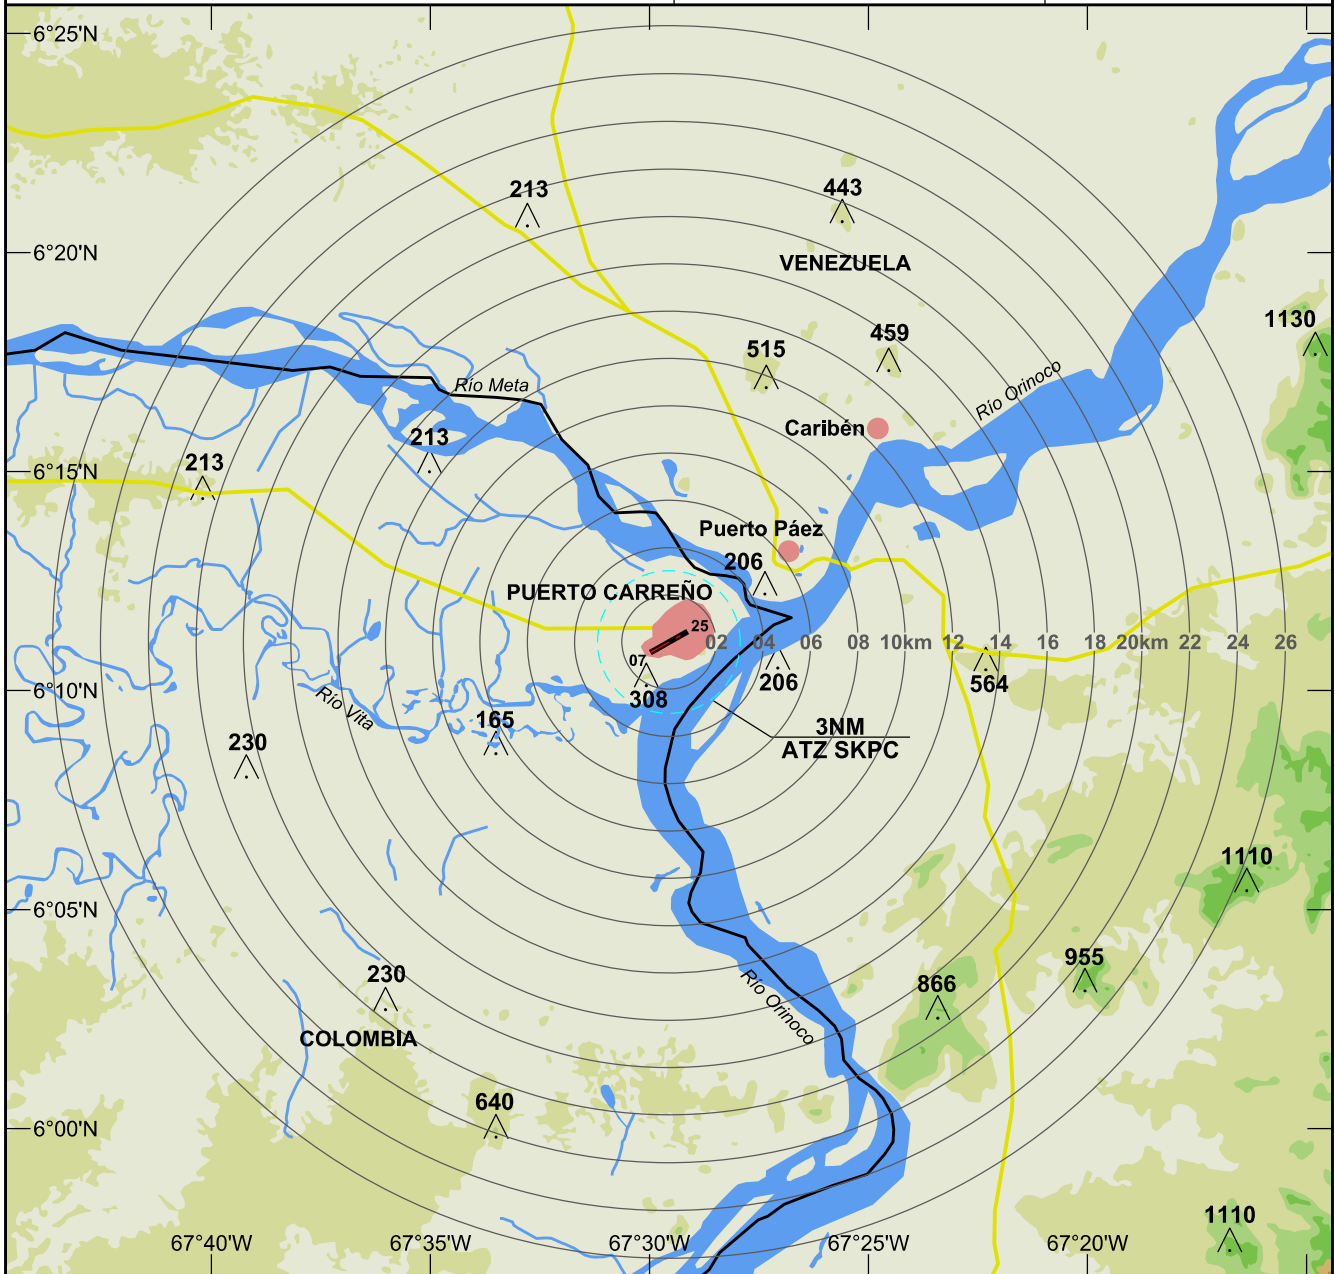 6°25'N
213
443
6°20'N
VENEZUELA
1130
459
515
Río Meta
Río Orinoco
Caribén
213
213
6°15'N
Puerto Páez
206
PUERTO CARREÑO
25
02 04 06 08 10km 12 14 16 18 20km 22 24 26
07
308
206
564
6°10'N
Río Vita
165
3NM
ATZ SKPC
230
1110
6°05'N
955
230
866
Río Orinoco
COLOMBIA
640
6°00'N
1110
67°40'W 67°35'W 67°30'W 67°25'W 67°20'W